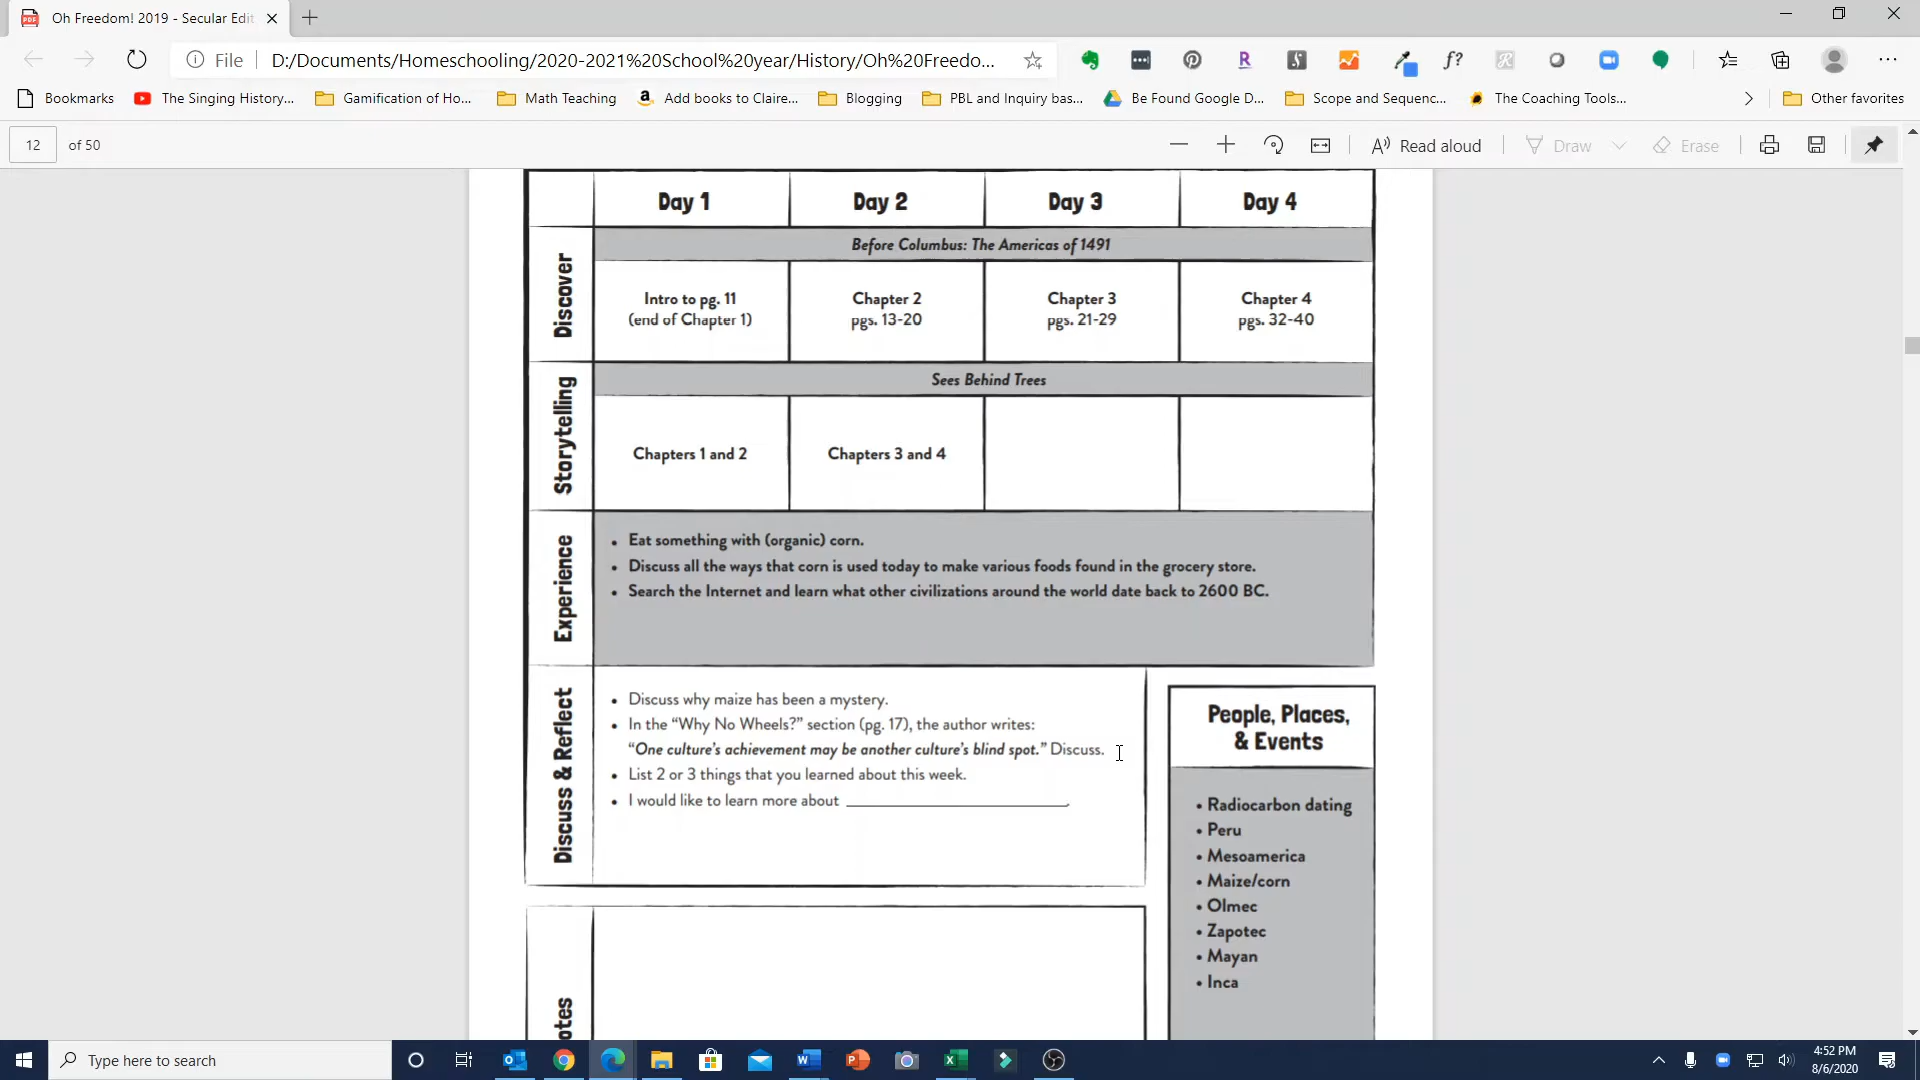 Oh Freedom! 2019 - Secular Edit
File
D:/Documents/Homeschooling/2020-2021%20School%20year/History/Oh%20Freedo...
f?
Bookmarks
The Singing History...
Gamification of Ho...
Math Teaching
Add books to Claire...
Blogging
PBL and Inquiry bas...
Be Found Google D...
Scope and Sequenc...
The Coaching Tools...
Other favorites
12 of 50
Read aloud
Draw
Erase
Day 1 Day 2 Day 3 Day 4
Discover
Before Columbus: The Americas of 1491
Intro to pg. 11
(end of Chapter 1)
Chapter 2
pgs. 13-20
Chapter 3
pgs. 21-29
Chapter 4
pgs. 32-40
Storytelling
Sees Behind Trees
Chapters 1 and 2
Chapters 3 and 4
Experience
• Eat something with (organic) corn.
• Discuss all the ways that corn is used today to make various foods found in the grocery store.
• Search the Internet and learn what other civilizations around the world date back to 2600 BC.
Discuss & Reflect
• Discuss why maize has been a mystery.
• In the “Why No Wheels?” section (pg. 17), the author writes:
“One culture’s achievement may be another culture’s blind spot.” Discuss.
• List 2 or 3 things that you learned about this week.
• I would like to learn more about ____________________.
People, Places,
& Events
• Radiocarbon dating
• Peru
• Mesoamerica
• Maize/corn
• Olmec
• Zapotec
• Mayan
• Inca
otes
Type here to search
4:52 PM
8/6/2020